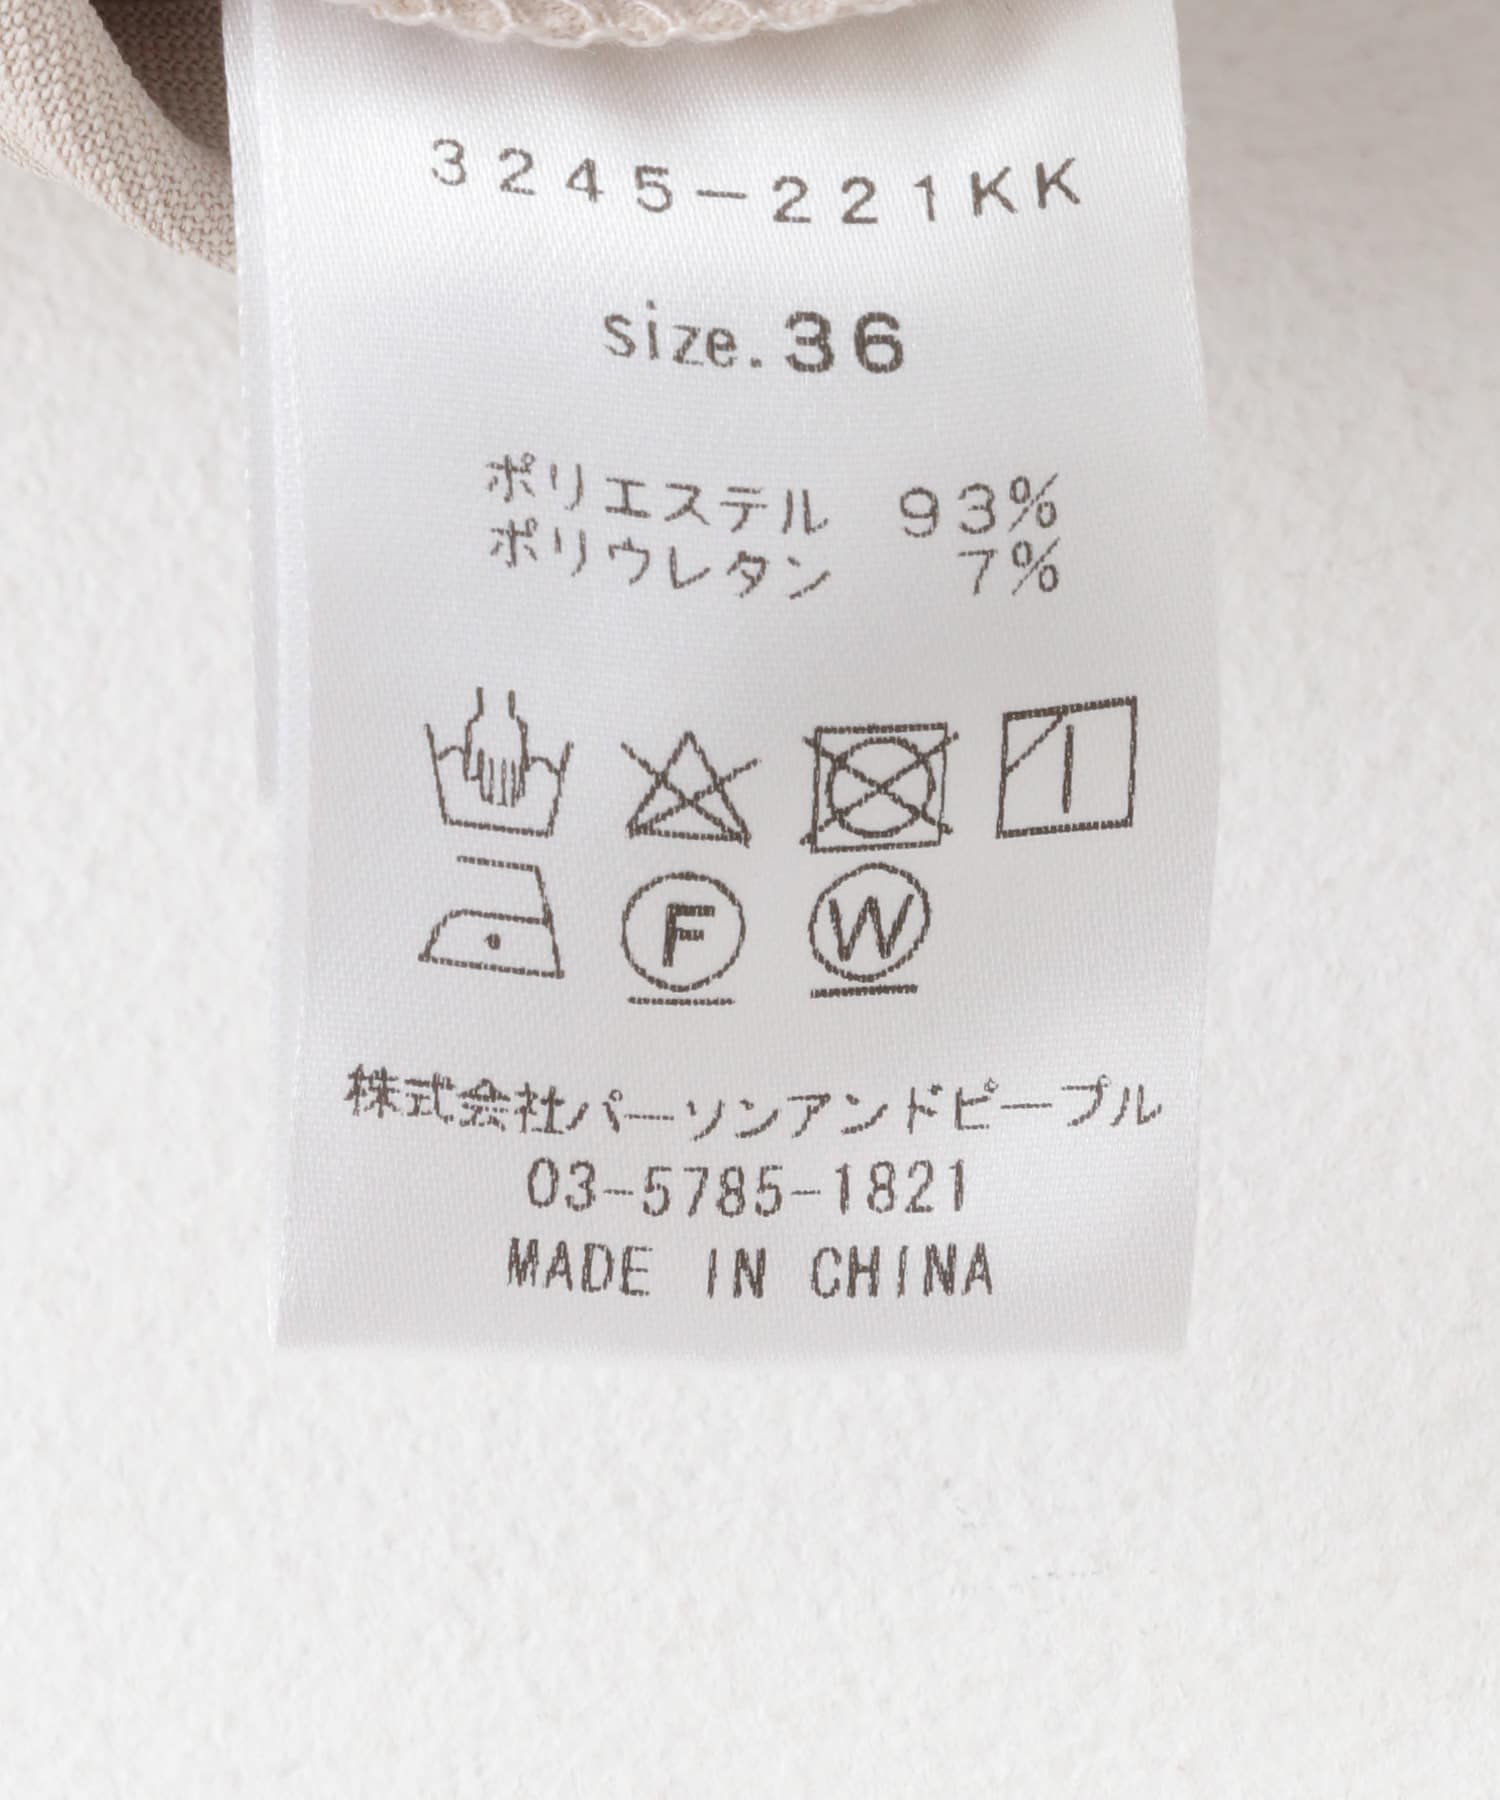 3245-221KK
size.36
ポリエステル 93%
ポリウレタン 7%
F W
株式会社パーソンアンドピープル
03-5785-1821
MADE IN CHINA